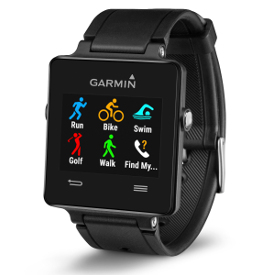 GARMIN
Run Bike Swim
Golf Walk Find My...